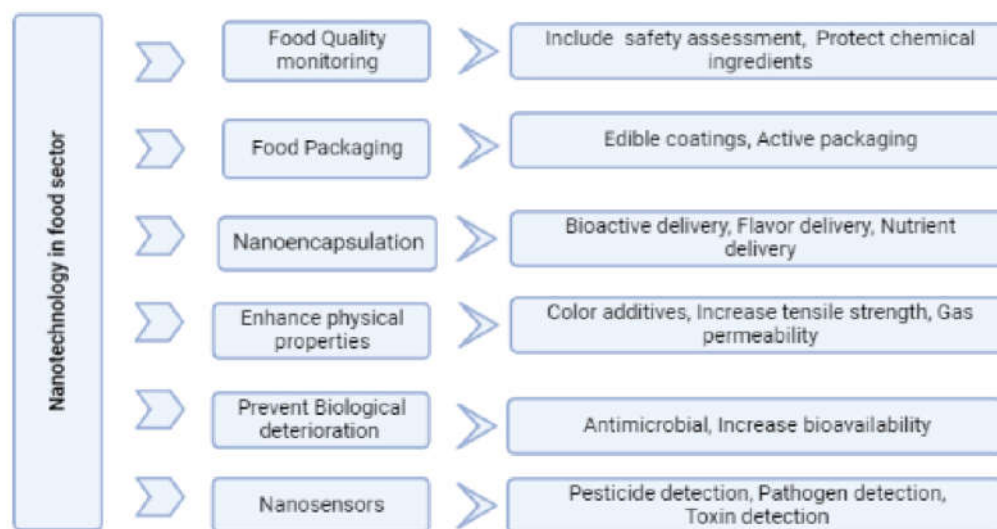 Nanotechnology in food sector
Food Quality
monitoring
Include safety assessment, Protect chemical
ingredients
Food Packaging
Edible coatings, Active packaging
Nanoencapsulation
Bioactive delivery, Flavor delivery, Nutrient
delivery
Enhance physical
properties
Color additives, Increase tensile strength, Gas
permeability
Prevent Biological
deterioration
Antimicrobial, Increase bioavailability
Nanosensors
Pesticide detection, Pathogen detection,
Toxin detection